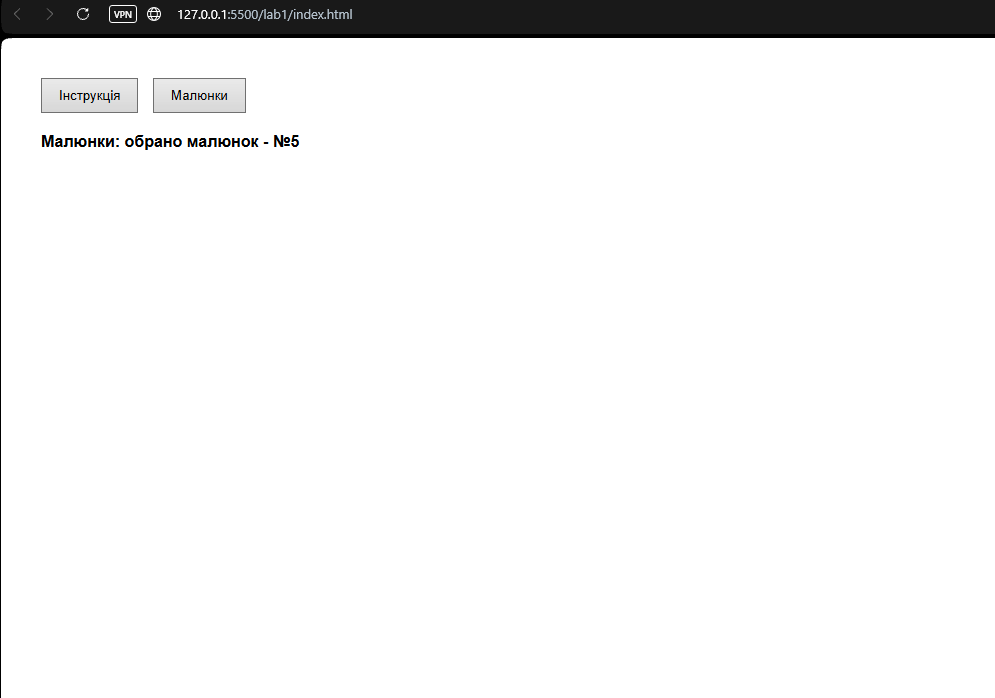 VPN 127.0.0.1:5500/lab1/index.html
Інструкція Малюнки
Малюнки: обрано малюнок - №5